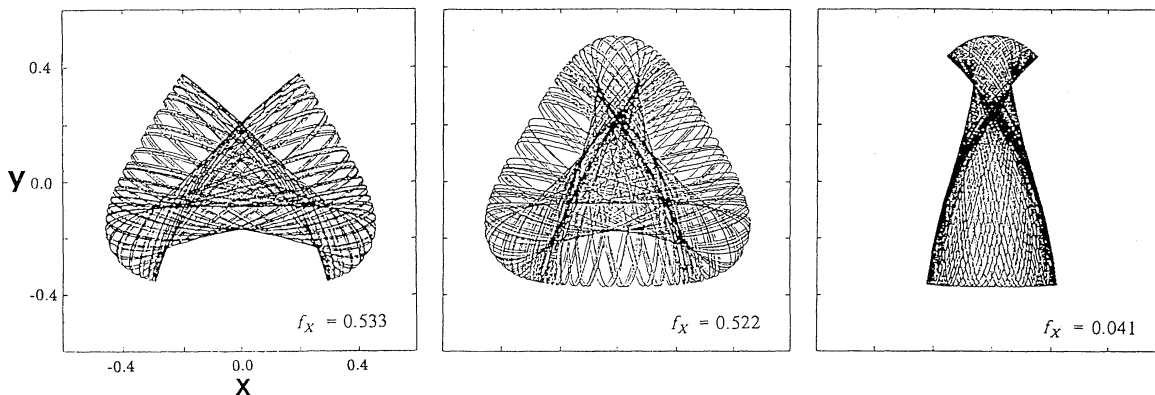 0.4
y 0.0
-0.4
-0.4 0.0 0.4
x
f_X = 0.533
f_X = 0.522
f_X = 0.041